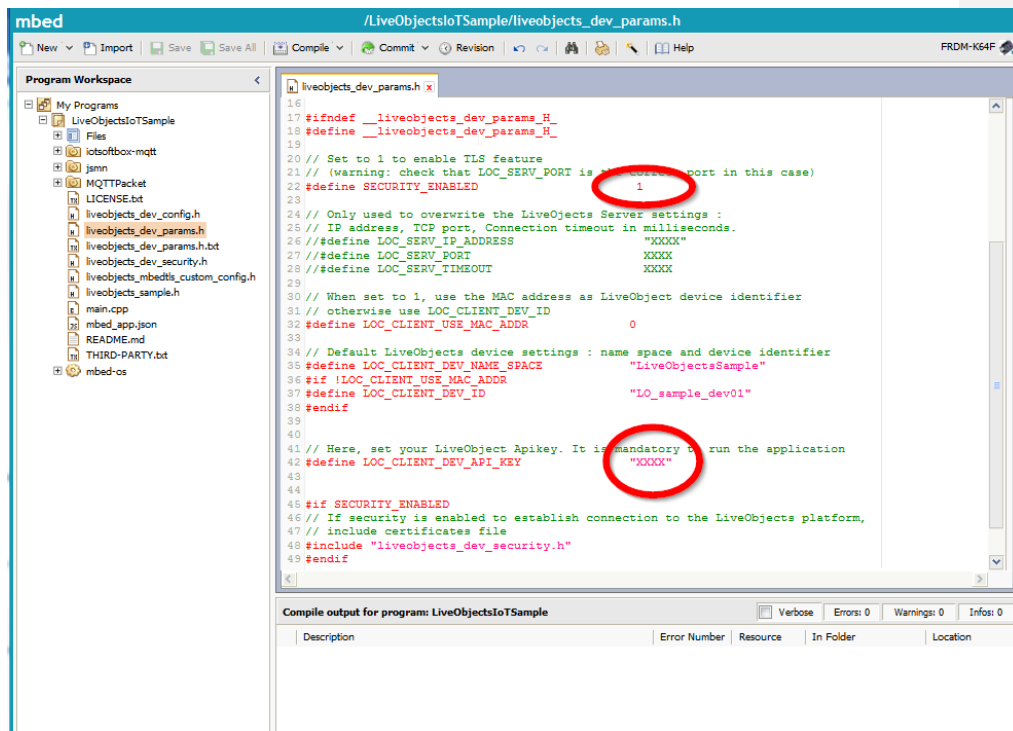 mbed
/LiveObjectsIoTSample/liveobjects_dev_params.h
New Import Save Save All Compile Commit Revision Help FRDM-K64F
Program Workspace <
My Programs
LiveObjectsIoTSample
Files
iotsoftbox-mqtt
jsmn
MQTTPacket
LICENSE.txt
liveobjects_dev_config.h
liveobjects_dev_params.h
liveobjects_dev_params.h.txt
liveobjects_dev_security.h
liveobjects_mbedtls_custom_config.h
liveobjects_sample.h
main.cpp
mbed_app.json
README.md
THIRD-PARTY.txt
mbed-os
liveobjects_dev_params.h x
16
17 #ifndef __liveobjects_dev_params_H_
18 #define __liveobjects_dev_params_H_
19
20 // Set to 1 to enable TLS feature
21 // (warning: check that LOC_SERV_PORT is the correct port in this case)
22 #define SECURITY_ENABLED 1
23
24 // Only used to overwrite the LiveOjects Server settings :
25 // IP address, TCP port, Connection timeout in milliseconds.
26 //#define LOC_SERV_IP_ADDRESS "XXXX"
27 //#define LOC_SERV_PORT XXXX
28 //#define LOC_SERV_TIMEOUT XXXX
29
30 // When set to 1, use the MAC address as LiveObject device identifier
31 // otherwise use LOC_CLIENT_DEV_ID
32 #define LOC_CLIENT_USE_MAC_ADDR 0
33
34 // Default LiveObjects device settings : name space and device identifier
35 #define LOC_CLIENT_DEV_NAME_SPACE "LiveObjectsSample"
36 #if !LOC_CLIENT_USE_MAC_ADDR
37 #define LOC_CLIENT_DEV_ID "LO_sample_dev01"
38 #endif
39
40
41 // Here, set your LiveObject Apikey. It is mandatory to run the application
42 #define LOC_CLIENT_DEV_API_KEY "XXXX"
43
44
45 #if SECURITY_ENABLED
46 // If security is enabled to establish connection to the LiveObjects platform,
47 // include certificates file
48 #include "liveobjects_dev_security.h"
49 #endif
Compile output for program: LiveObjectsIoTSample Verbose Errors: 0 Warnings: 0 Infos: 0
Description Error Number Resource In Folder Location